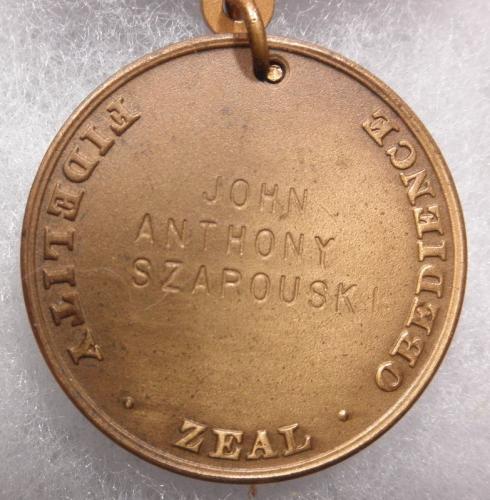 FIDELITY
ZEAL
OBEDIENCE
JOHN
ANTHONY
SZAROUSKI